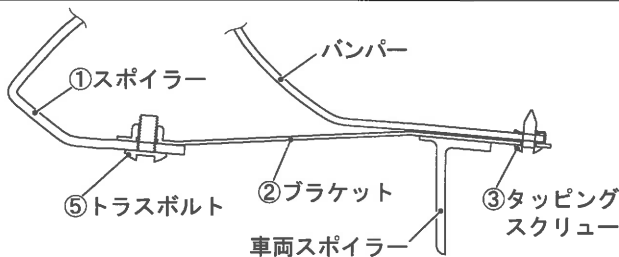 バンパー
①スポイラー
⑤トラスボルト
②ブラケット
③タッピング
スクリュー
車両スポイラー